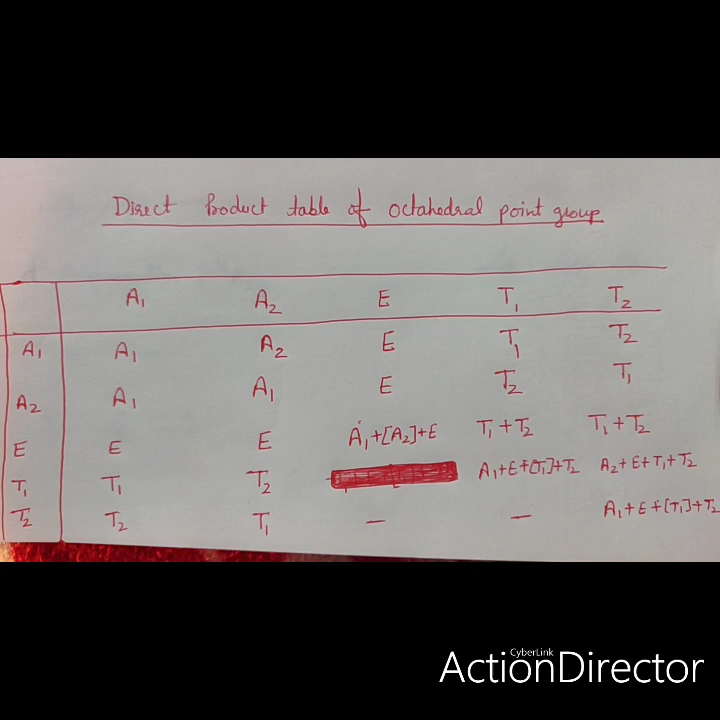 Direct Product table of octahedral point group
A₁ A₂ E T₁ T₂
A₁ A₁ A₂ E T₁ T₂
A₂ A₁ A₁ E T₂ T₁
E E E A₁+[A₂]+E T₁+T₂ T₁+T₂
T₁ T₁ T₂ A₁+E+[T₁]+T₂ A₂+E+T₁+T₂
T₂ T₂ T₁ — — A₁+E+[T₁]+T₂
CyberLink
ActionDirector